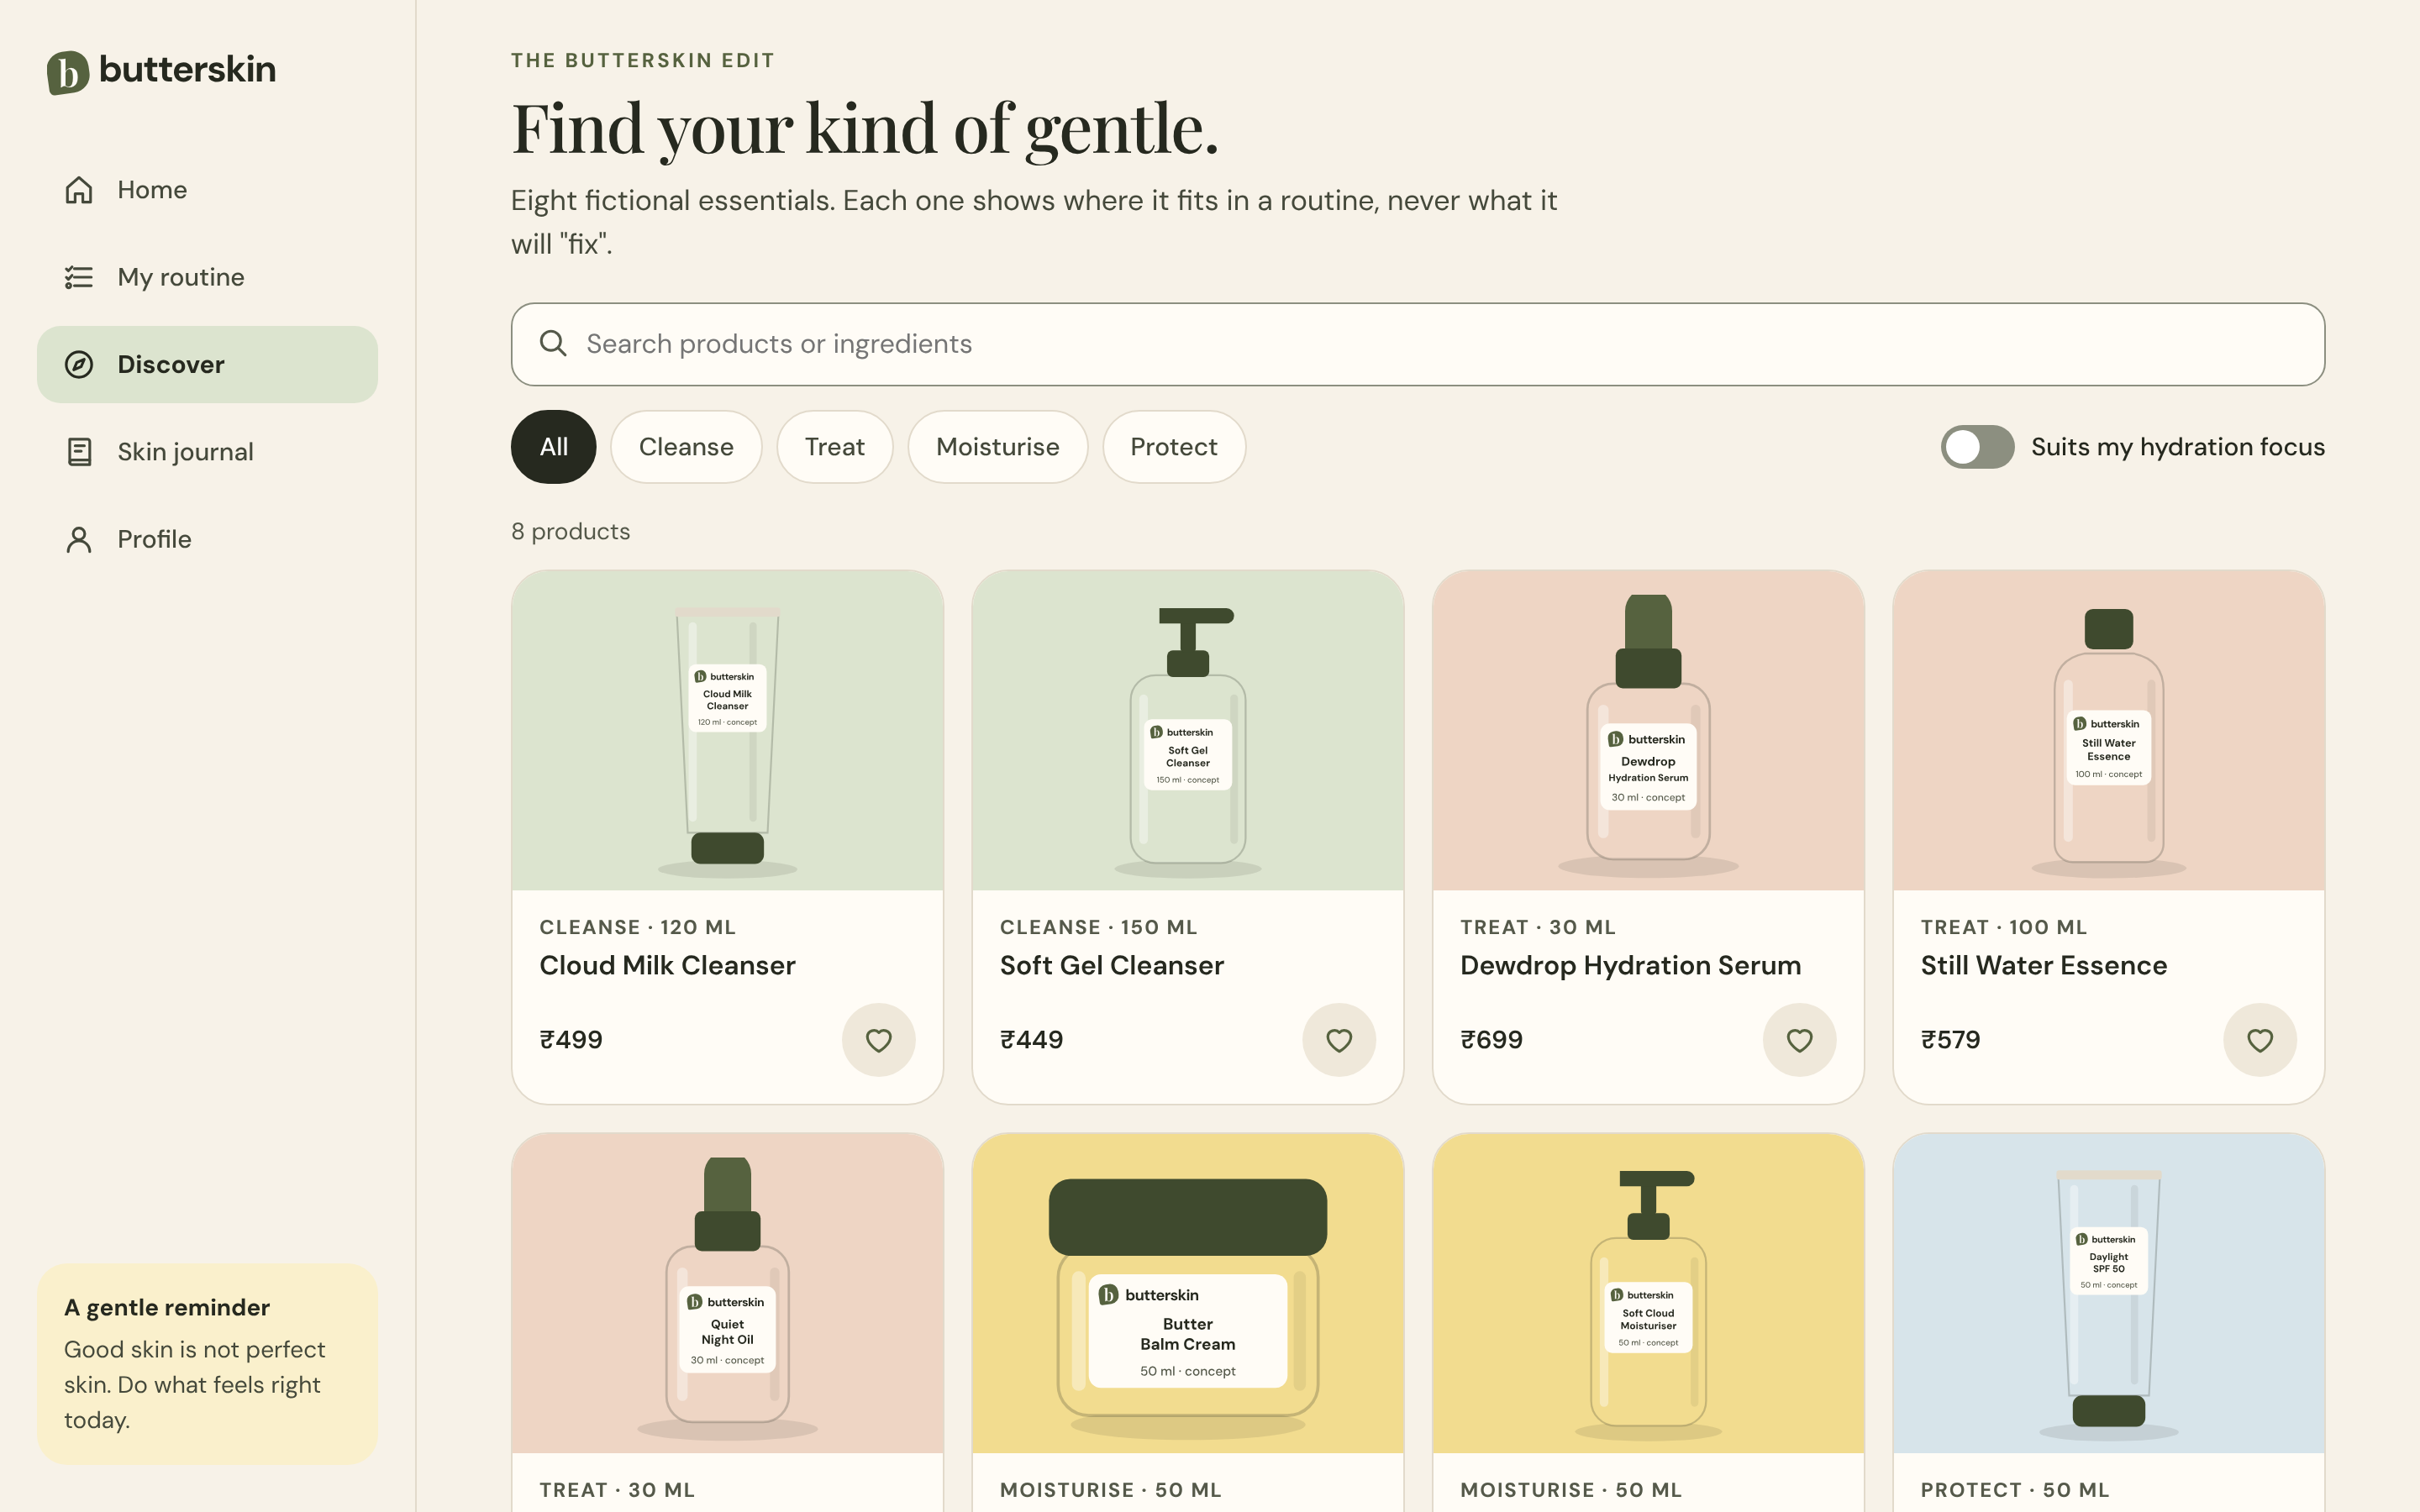 butterskin
Home
My routine
Discover
Skin journal
Profile
A gentle reminder
Good skin is not perfect
skin. Do what feels right
today.
THE BUTTERSKIN EDIT
Find your kind of gentle.
Eight fictional essentials. Each one shows where it fits in a routine, never what it
will "fix".
Search products or ingredients
All
Cleanse
Treat
Moisturise
Protect
Suits my hydration focus
8 products
b butterskin
Cloud Milk
Cleanser
120 ml · concept
CLEANSE · 120 ML
Cloud Milk Cleanser
₹499
b butterskin
Soft Gel
Cleanser
150 ml · concept
CLEANSE · 150 ML
Soft Gel Cleanser
₹449
b butterskin
Dewdrop
Hydration Serum
30 ml · concept
TREAT · 30 ML
Dewdrop Hydration Serum
₹699
b butterskin
Still Water
Essence
100 ml · concept
TREAT · 100 ML
Still Water Essence
₹579
b butterskin
Quiet
Night Oil
30 ml · concept
TREAT · 30 ML
b butterskin
Butter
Balm Cream
50 ml · concept
MOISTURISE · 50 ML
b butterskin
Soft Cloud
Moisturiser
50 ml · concept
MOISTURISE · 50 ML
b butterskin
Daylight
SPF 50
50 ml · concept
PROTECT · 50 ML